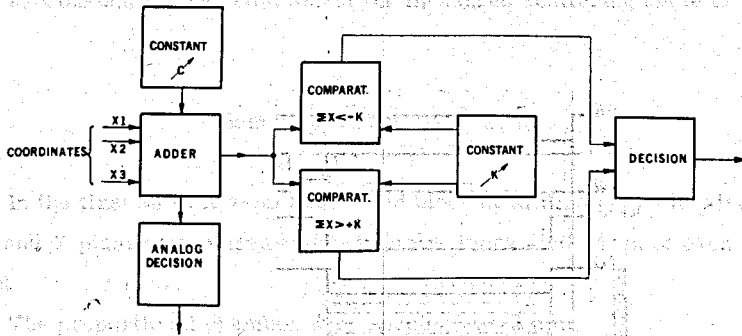 CONSTANT
C
COORDINATES
X1
X2
X3
ADDER
ANALOG
DECISION
COMPARAT.
ΣX<-K
COMPARAT.
ΣX>+K
CONSTANT
K
DECISION